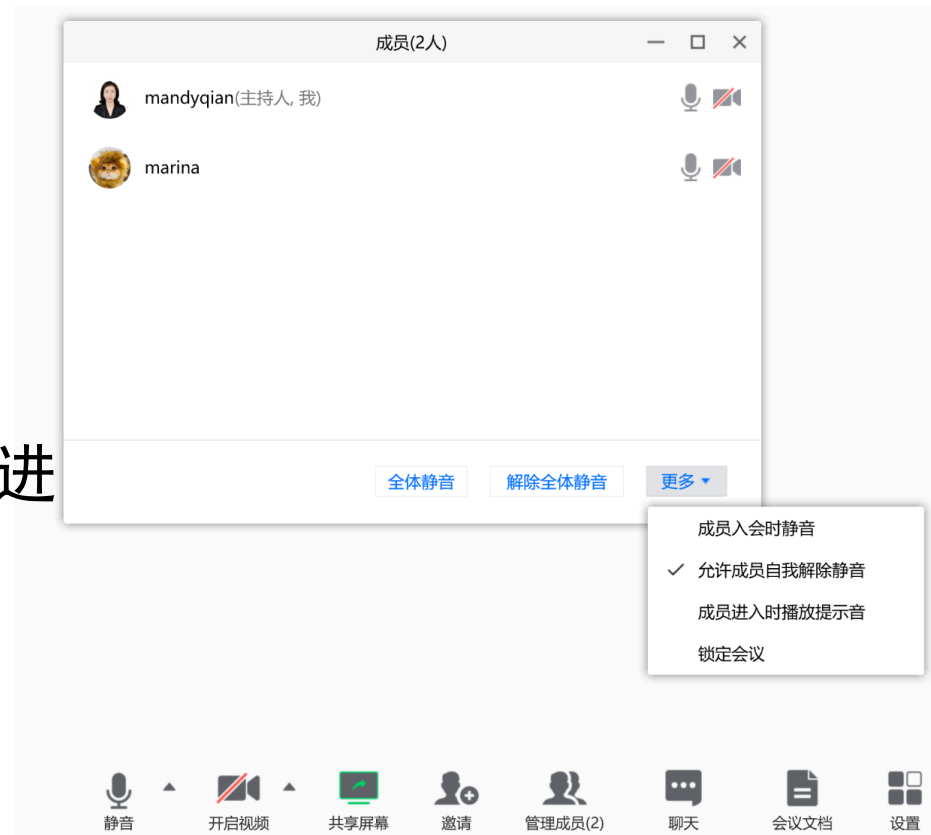 成员(2人)
mandyqian(主持人, 我)
marina
进
全体静音 解除全体静音 更多
成员入会时静音
允许成员自我解除静音
成员进入时播放提示音
锁定会议
静音 开启视频 共享屏幕 邀请 管理成员(2) 聊天 会议文档 设置